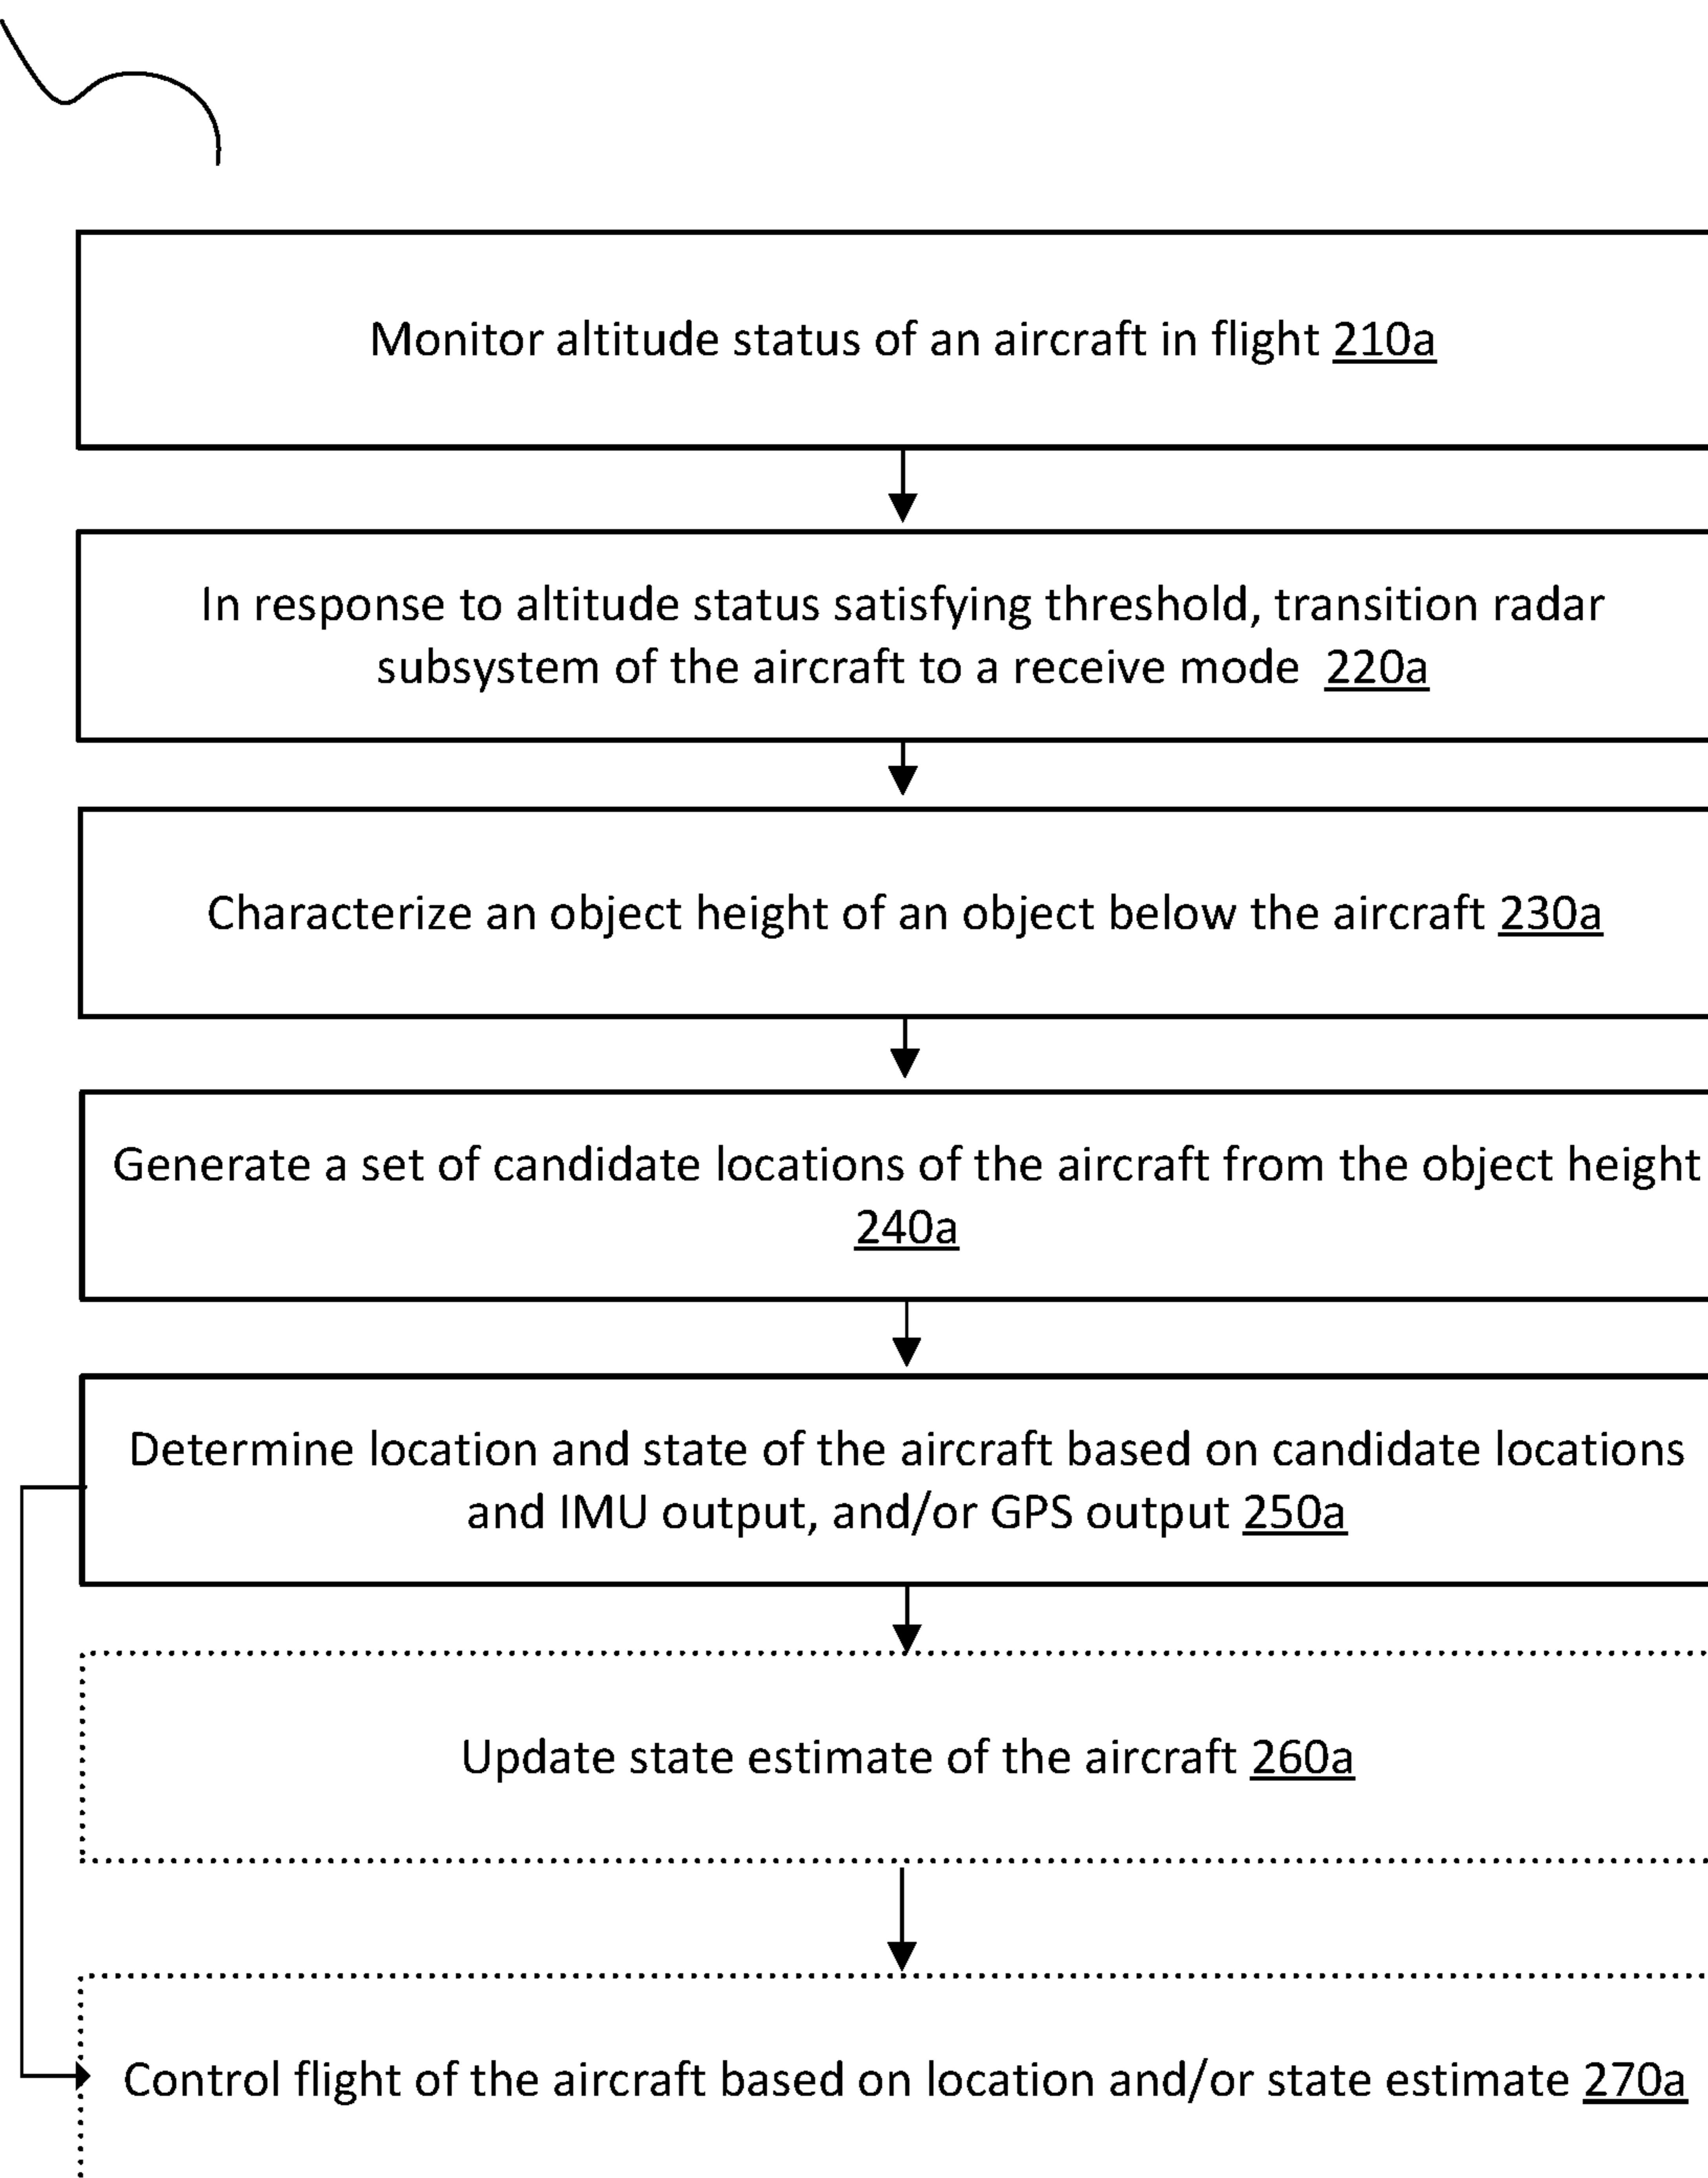 Monitor altitude status of an aircraft in flight 210a
In response to altitude status satisfying threshold, transition radar
subsystem of the aircraft to a receive mode 220a
Characterize an object height of an object below the aircraft 230a
Generate a set of candidate locations of the aircraft from the object height
240a
Determine location and state of the aircraft based on candidate locations
and IMU output, and/or GPS output 250a
Update state estimate of the aircraft 260a
Control flight of the aircraft based on location and/or state estimate 270a